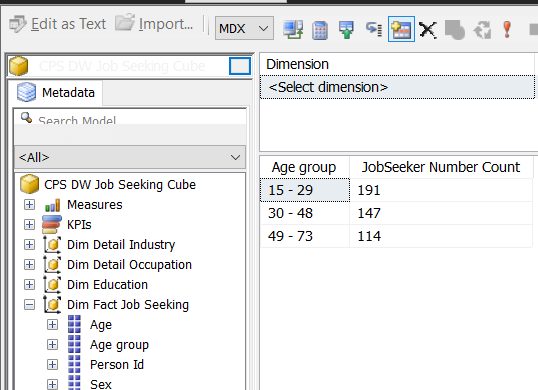 Edit as Text Import... MDX
CPS DW Job Seeking Cube
Metadata
Search Model
<All>
CPS DW Job Seeking Cube
Measures
KPIs
Dim Detail Industry
Dim Detail Occupation
Dim Education
Dim Fact Job Seeking
Age
Age group
Person Id
Sex
Dimension
<Select dimension>
Age group JobSeeker Number Count
15 - 29 191
30 - 48 147
49 - 73 114